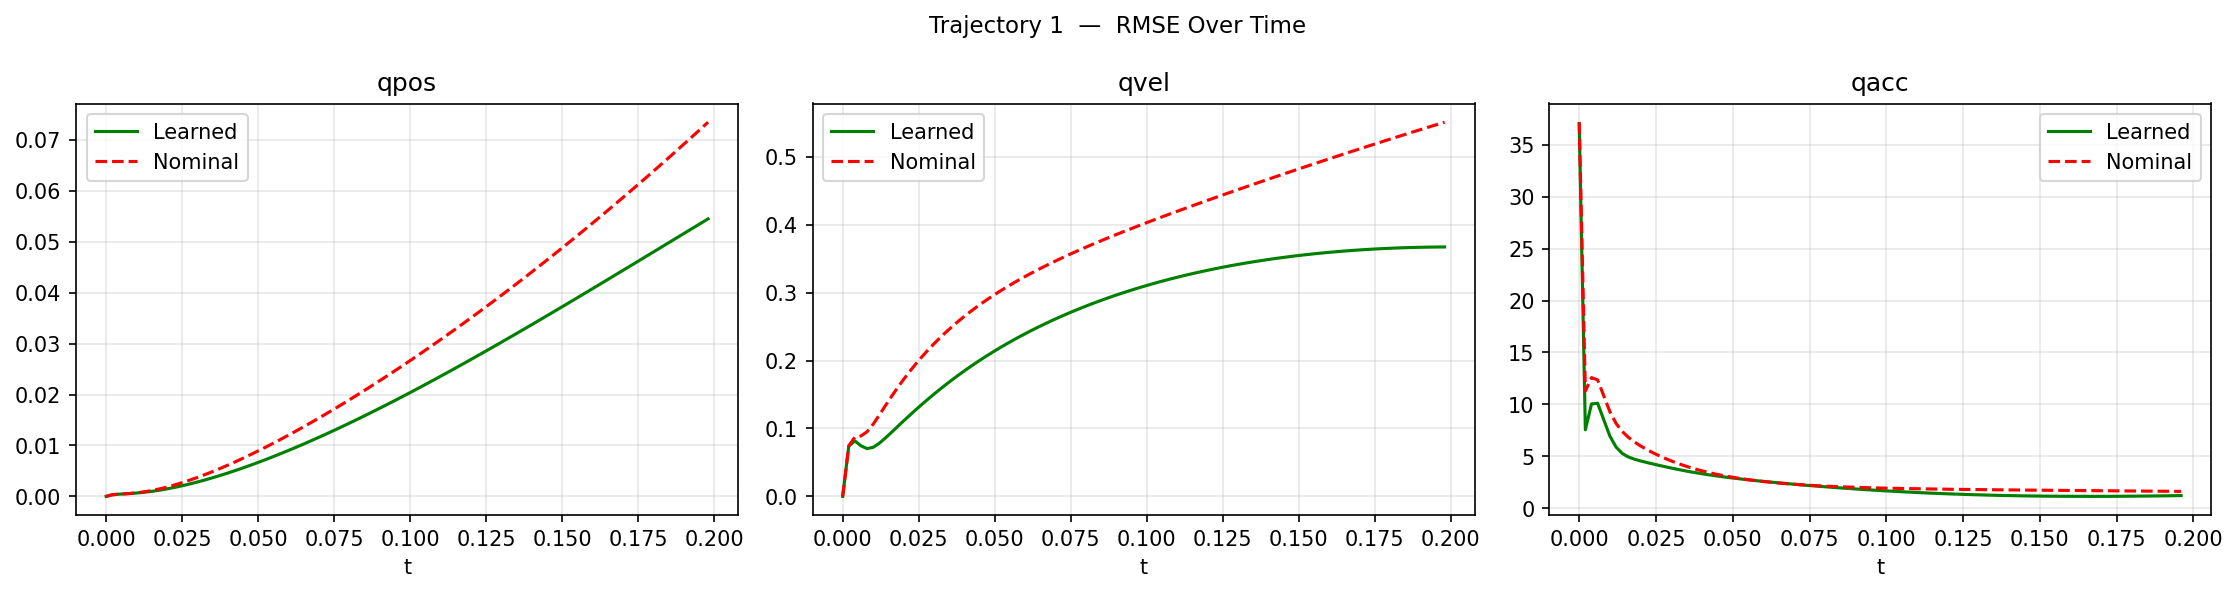 Trajectory 1 — RMSE Over Time
qpos
Learned
Nominal
0.07
0.06
0.05
0.04
0.03
0.02
0.01
0.00
0.000 0.025 0.050 0.075 0.100 0.125 0.150 0.175 0.200
t
qvel
Learned
Nominal
0.5
0.4
0.3
0.2
0.1
0.0
0.000 0.025 0.050 0.075 0.100 0.125 0.150 0.175 0.200
t
qacc
Learned
Nominal
35
30
25
20
15
10
5
0
0.000 0.025 0.050 0.075 0.100 0.125 0.150 0.175 0.200
t